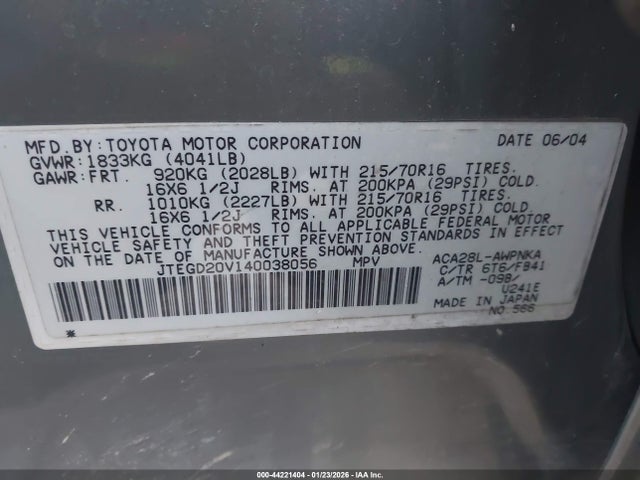 MFD. BY: TOYOTA MOTOR CORPORATION DATE 06/04
GVWR: 1833KG (4041LB)
GAWR: FRT. 920KG (2028LB) WITH 215/70R16 TIRES.
16X6 1/2J RIMS. AT 200KPA (29PSI) COLD.
RR. 1010KG (2227LB) WITH 215/70R16 TIRES.
16X6 1/2J RIMS. AT 200KPA (29PSI) COLD.
THIS VEHICLE CONFORMS TO ALL APPLICABLE FEDERAL MOTOR
VEHICLE SAFETY AND THEFT PREVENTION STANDARDS IN EFFECT
ON THE DATE OF MANUFACTURE SHOWN ABOVE.
JTEGD20V140038056 MPV
ACA28L-AWPNKA
C/TR 6T6/FB41
A/TM -09B/
U241E
MADE IN JAPAN
NO. 566
*
000-44221404 - 01/23/2026 - IAA Inc.